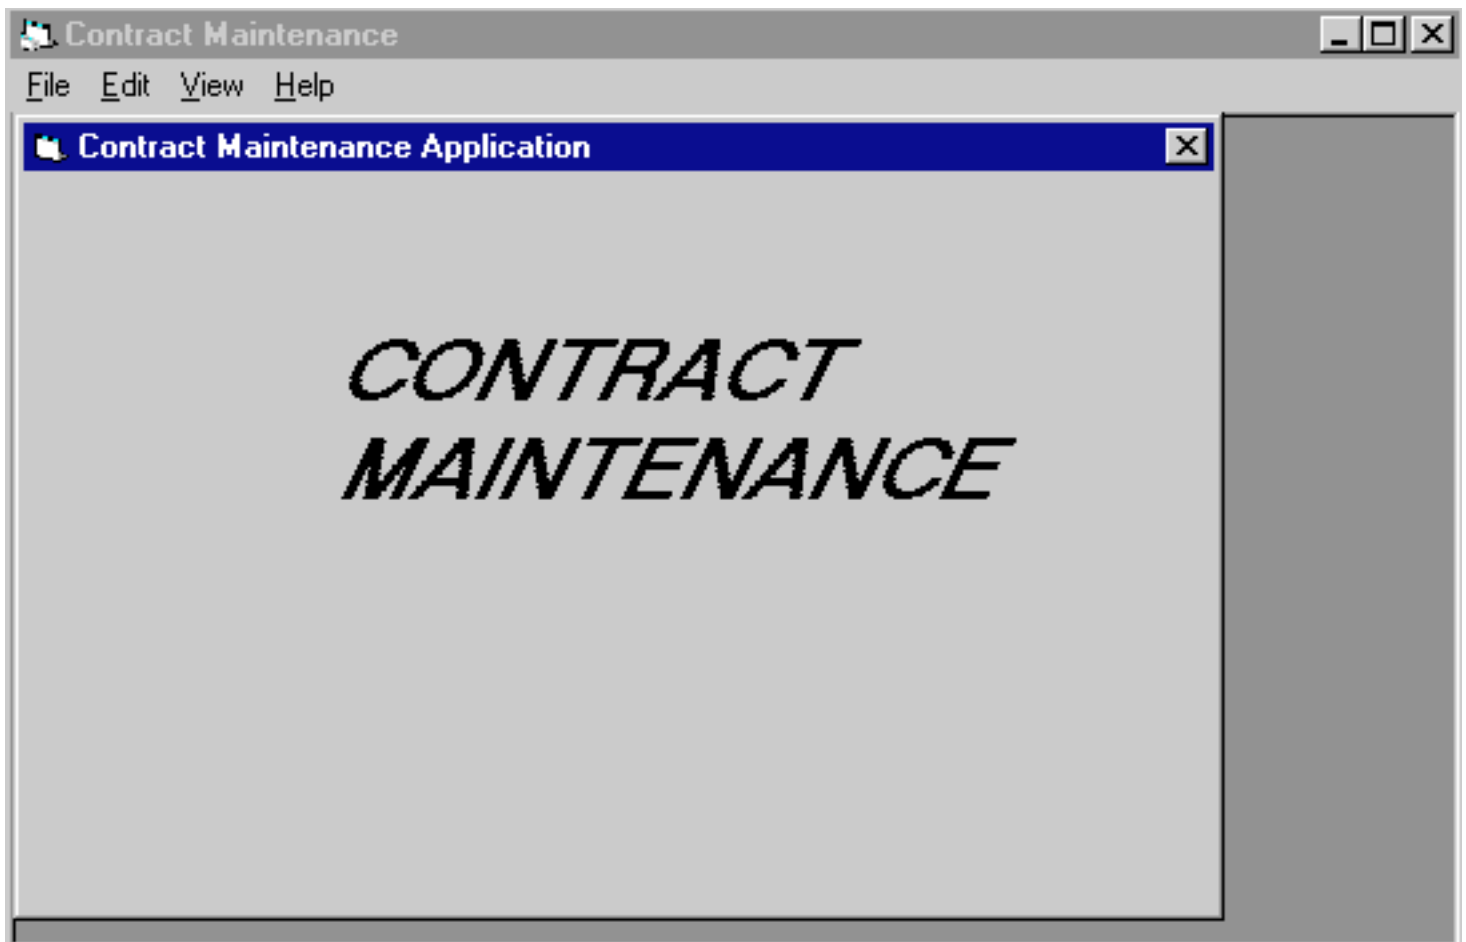 Contract Maintenance
File Edit View Help
Contract Maintenance Application
CONTRACT
MAINTENANCE